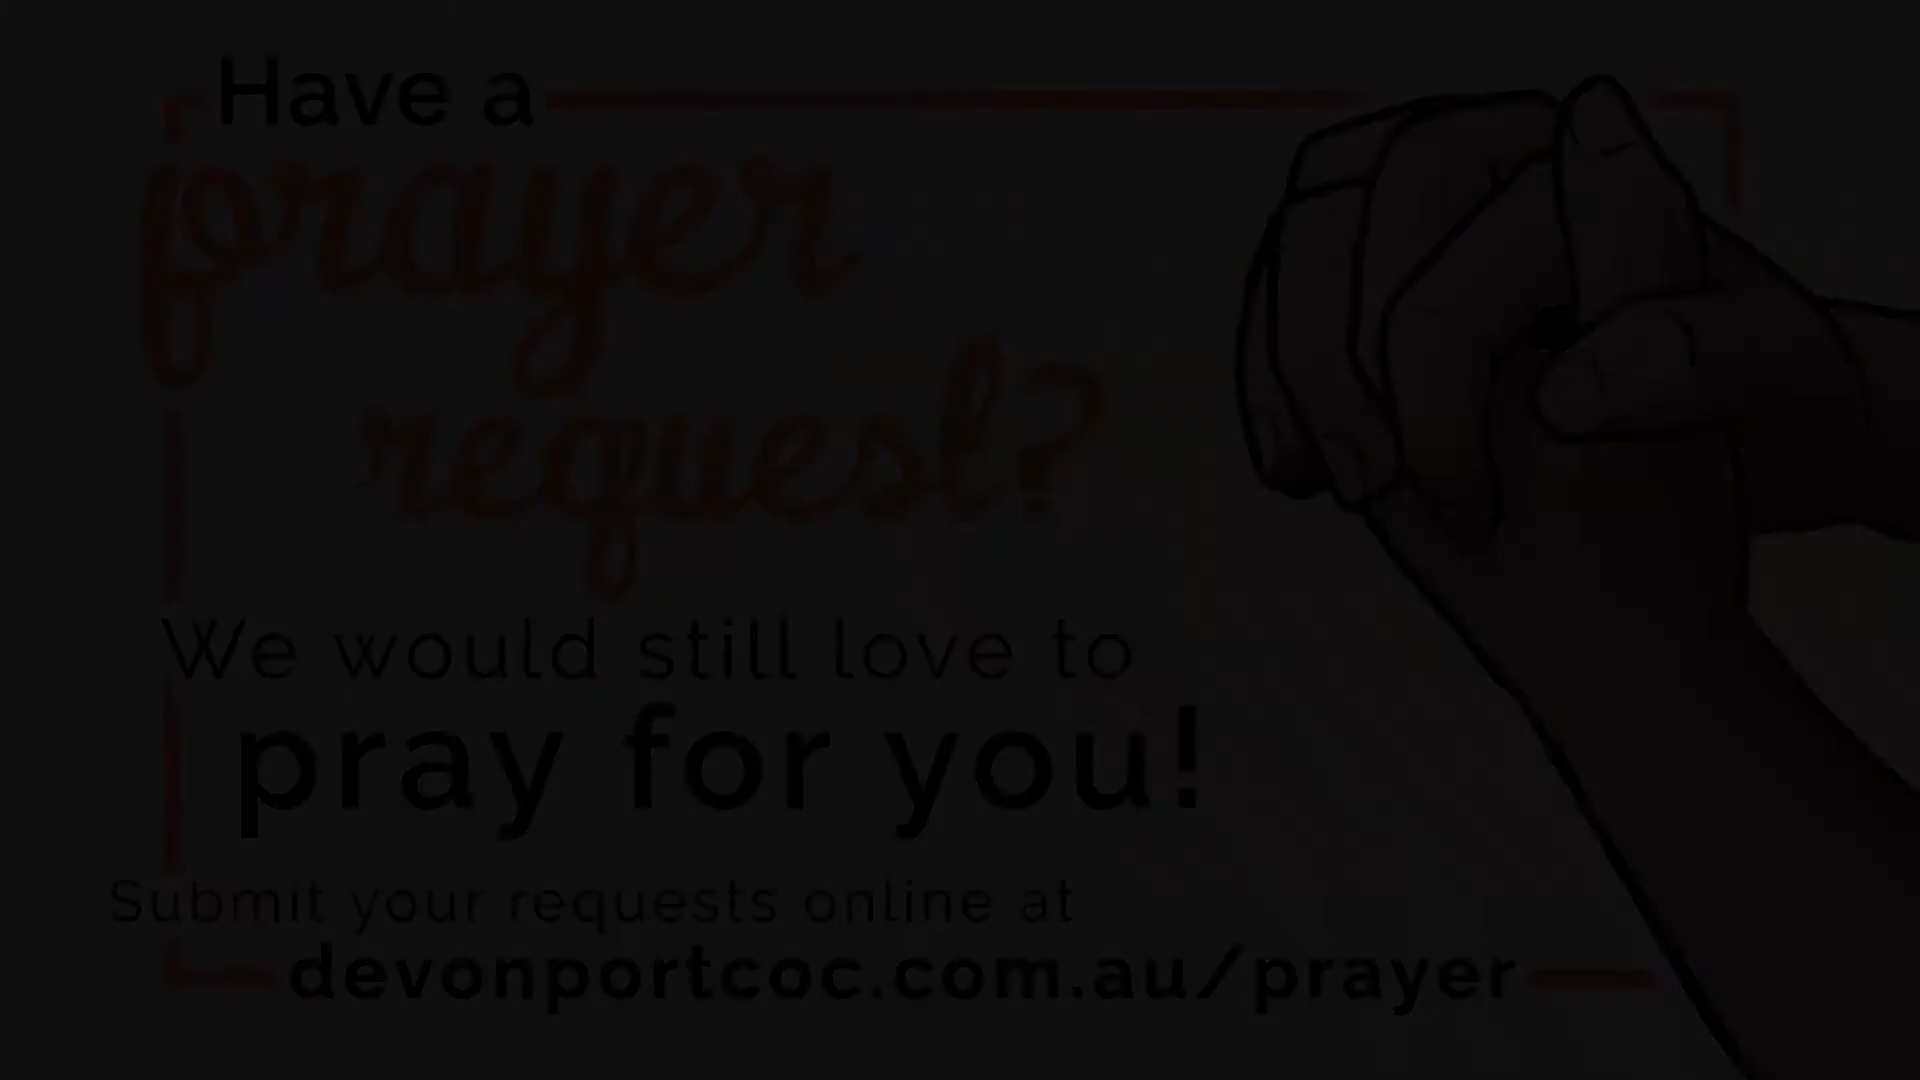 Have a
prayer
request?
We would still love to
pray for you!
Submit your requests online at
devonportcoc.com.au/prayer